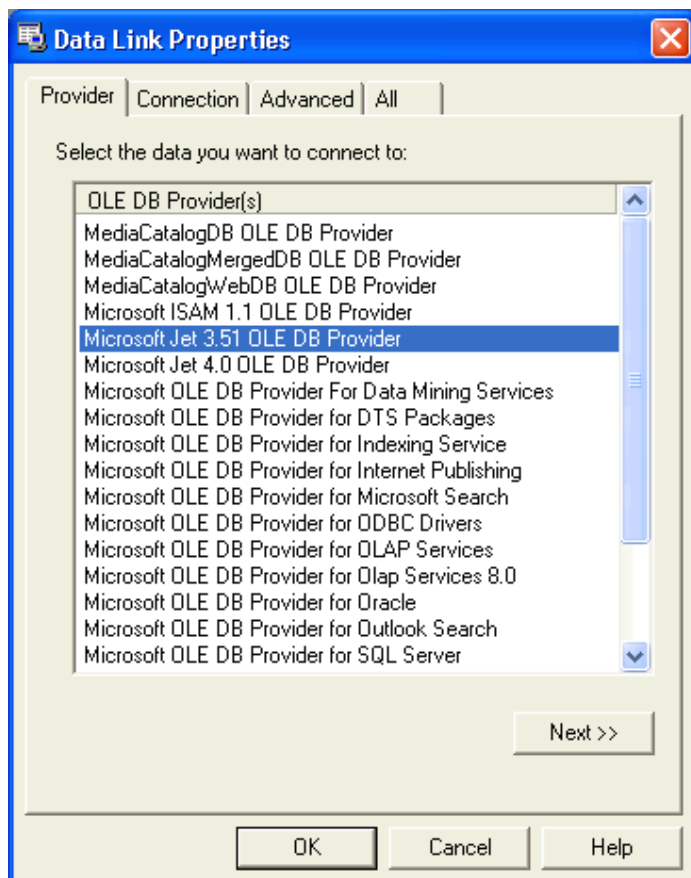 Data Link Properties
Provider Connection Advanced All
Select the data you want to connect to:
OLE DB Provider(s)
MediaCatalogDB OLE DB Provider
MediaCatalogMergedDB OLE DB Provider
MediaCatalogWebDB OLE DB Provider
Microsoft ISAM 1.1 OLE DB Provider
Microsoft Jet 3.51 OLE DB Provider
Microsoft Jet 4.0 OLE DB Provider
Microsoft OLE DB Provider For Data Mining Services
Microsoft OLE DB Provider for DTS Packages
Microsoft OLE DB Provider for Indexing Service
Microsoft OLE DB Provider for Internet Publishing
Microsoft OLE DB Provider for Microsoft Search
Microsoft OLE DB Provider for ODBC Drivers
Microsoft OLE DB Provider for OLAP Services
Microsoft OLE DB Provider for Olap Services 8.0
Microsoft OLE DB Provider for Oracle
Microsoft OLE DB Provider for Outlook Search
Microsoft OLE DB Provider for SQL Server
Next >>
OK Cancel Help